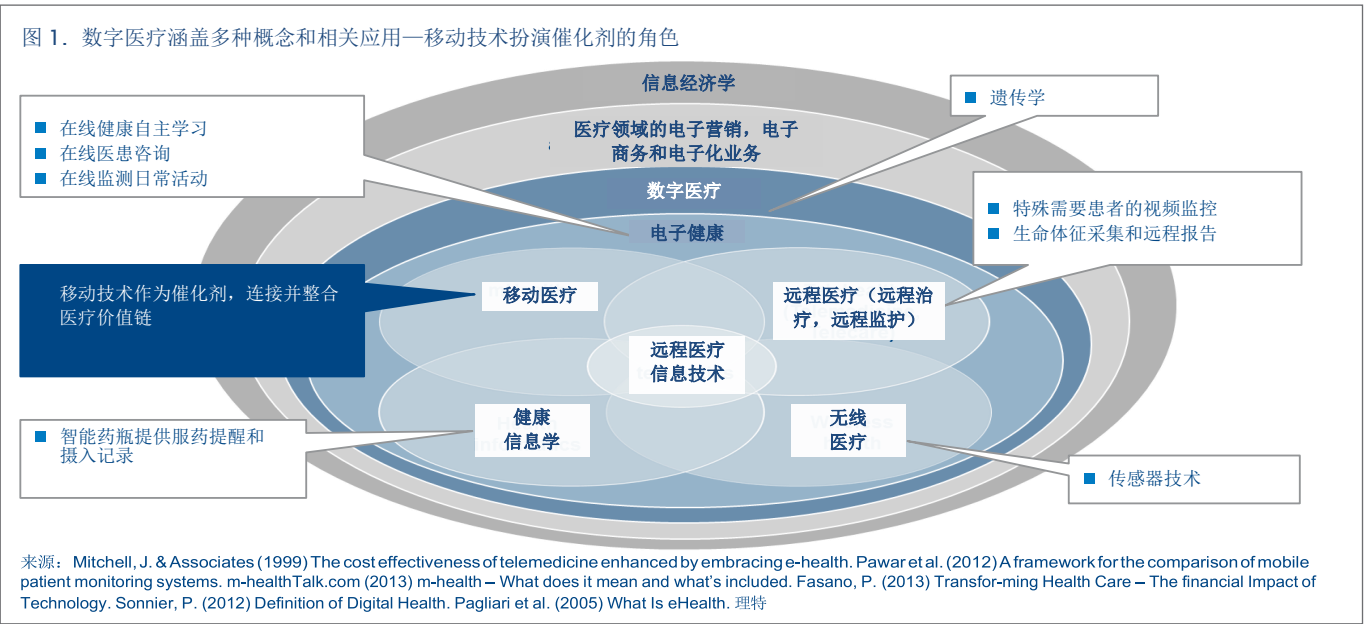 图 1. 数字医疗涵盖多种概念和相关应用—移动技术扮演催化剂的角色
信息经济学
遗传学
在线健康自主学习
在线医患咨询
在线监测日常活动
医疗领域的电子营销，电子
商务和电子化业务
数字医疗
特殊需要患者的视频监控
生命体征采集和远程报告
电子健康
移动技术作为催化剂，连接并整合
医疗价值链
移动医疗
远程医疗（远程治
疗，远程监护）
远程医疗
信息技术
健康
信息学
无线
医疗
智能药瓶提供服药提醒和
摄入记录
传感器技术
来源：Mitchell, J. & Associates (1999) The cost effectiveness of telemedicine enhanced by embracing e-health. Pawar et al. (2012) A framework for the comparison of mobile
patient monitoring systems. m-healthTalk.com (2013) m-health – What does it mean and what's included. Fasano, P. (2013) Transfor-ming Health Care – The financial Impact of
Technology. Sonnier, P. (2012) Definition of Digital Health. Pagliari et al. (2005) What Is eHealth. 理特